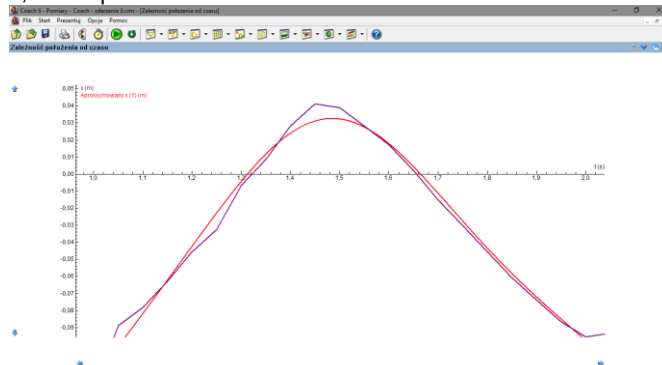 Coach 6 - Pomiary - Coach - zderzenie II.cmr - [Zależność położenia od czasu]
Plik Start Prezentuj Opcje Pomoc
Zależność położenia od czasu
0,05 x (m)
Aproksymowany x (1) (m)
0,04
0,03
0,02
0,01
t (s)
0,00
1,0 1,1 1,2 1,3 1,4 1,5 1,6 1,7 1,8 1,9 2,0
-0,01
-0,02
-0,03
-0,04
-0,05
-0,06
-0,07
-0,08
-0,09